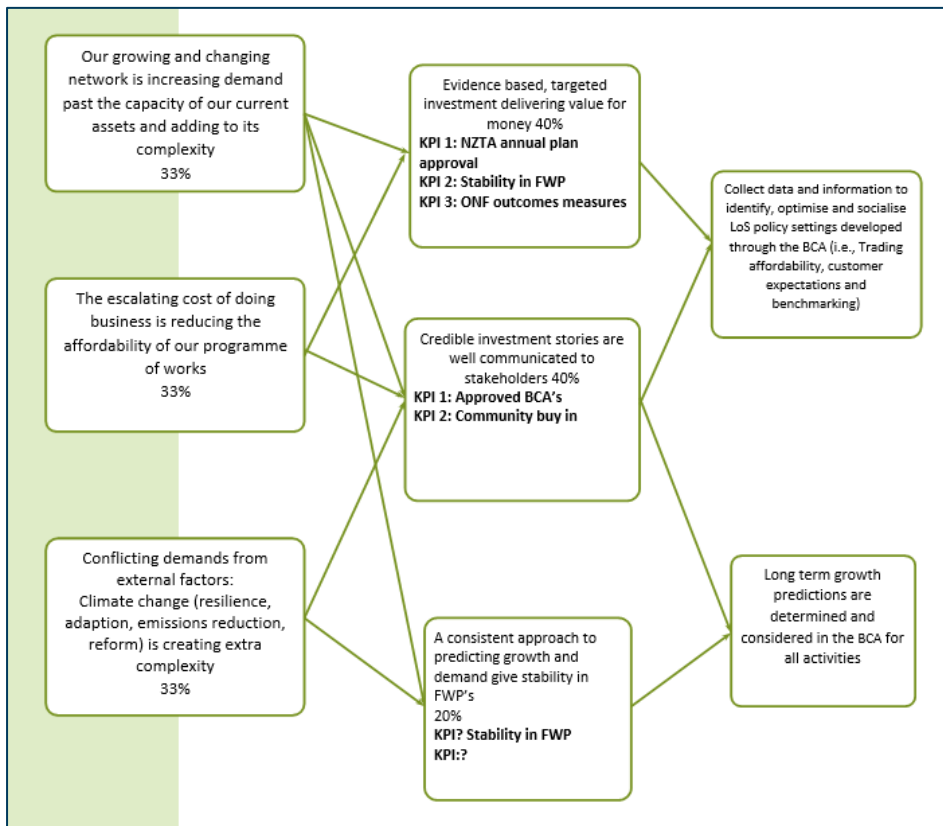 Our growing and changing
network is increasing demand
past the capacity of our current
assets and adding to its
complexity
33%
The escalating cost of doing
business is reducing the
affordability of our programme
of works
33%
Conflicting demands from
external factors:
Climate change (resilience,
adaption, emissions reduction,
reform) is creating extra
complexity
33%
Evidence based, targeted
investment delivering value for
money 40%
KPI 1: NZTA annual plan
approval
KPI 2: Stability in FWP
KPI 3: ONF outcomes measures
Credible investment stories are
well communicated to
stakeholders 40%
KPI 1: Approved BCA's
KPI 2: Community buy in
A consistent approach to
predicting growth and
demand give stability in
FWP's
20%
KPI? Stability in FWP
KPI:?
Collect data and information to
identify, optimise and socialise
LoS policy settings developed
through the BCA (i.e., Trading
affordability, customer
expectations and
benchmarking)
Long term growth
predictions are
determined and
considered in the BCA for
all activities